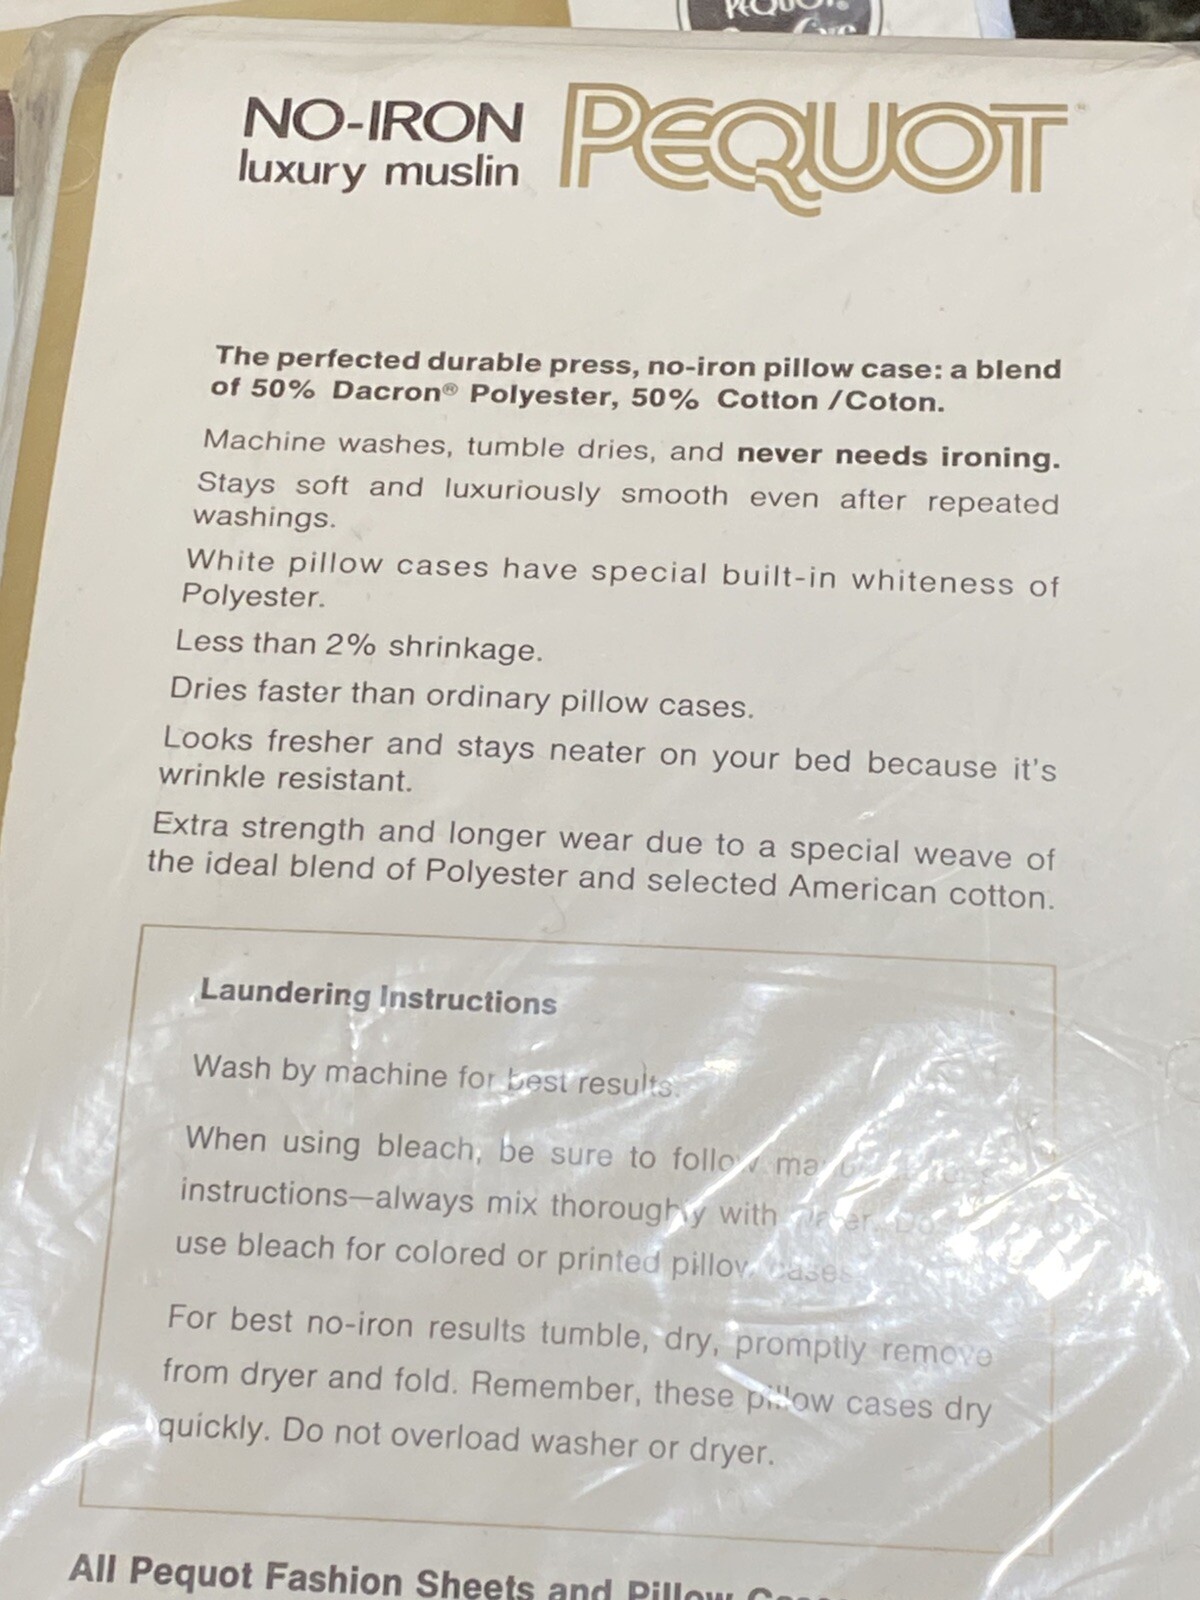 PEQUOT®
NO-IRON PEQUOT®
luxury muslin
The perfected durable press, no-iron pillow case: a blend
of 50% Dacron® Polyester, 50% Cotton /Coton.
Machine washes, tumble dries, and never needs ironing.
Stays soft and luxuriously smooth even after repeated
washings.
White pillow cases have special built-in whiteness of
Polyester.
Less than 2% shrinkage.
Dries faster than ordinary pillow cases.
Looks fresher and stays neater on your bed because it's
wrinkle resistant.
Extra strength and longer wear due to a special weave of
the ideal blend of Polyester and selected American cotton.
Laundering Instructions
Wash by machine for best results.
When using bleach, be sure to follow
instructions—always mix thoroughly with water.
use bleach for colored or printed pillow cases
For best no-iron results tumble, dry, promptly remove
from dryer and fold. Remember, these pillow cases dry
quickly. Do not overload washer or dryer.
All Pequot Fashion Sheets and Pillow